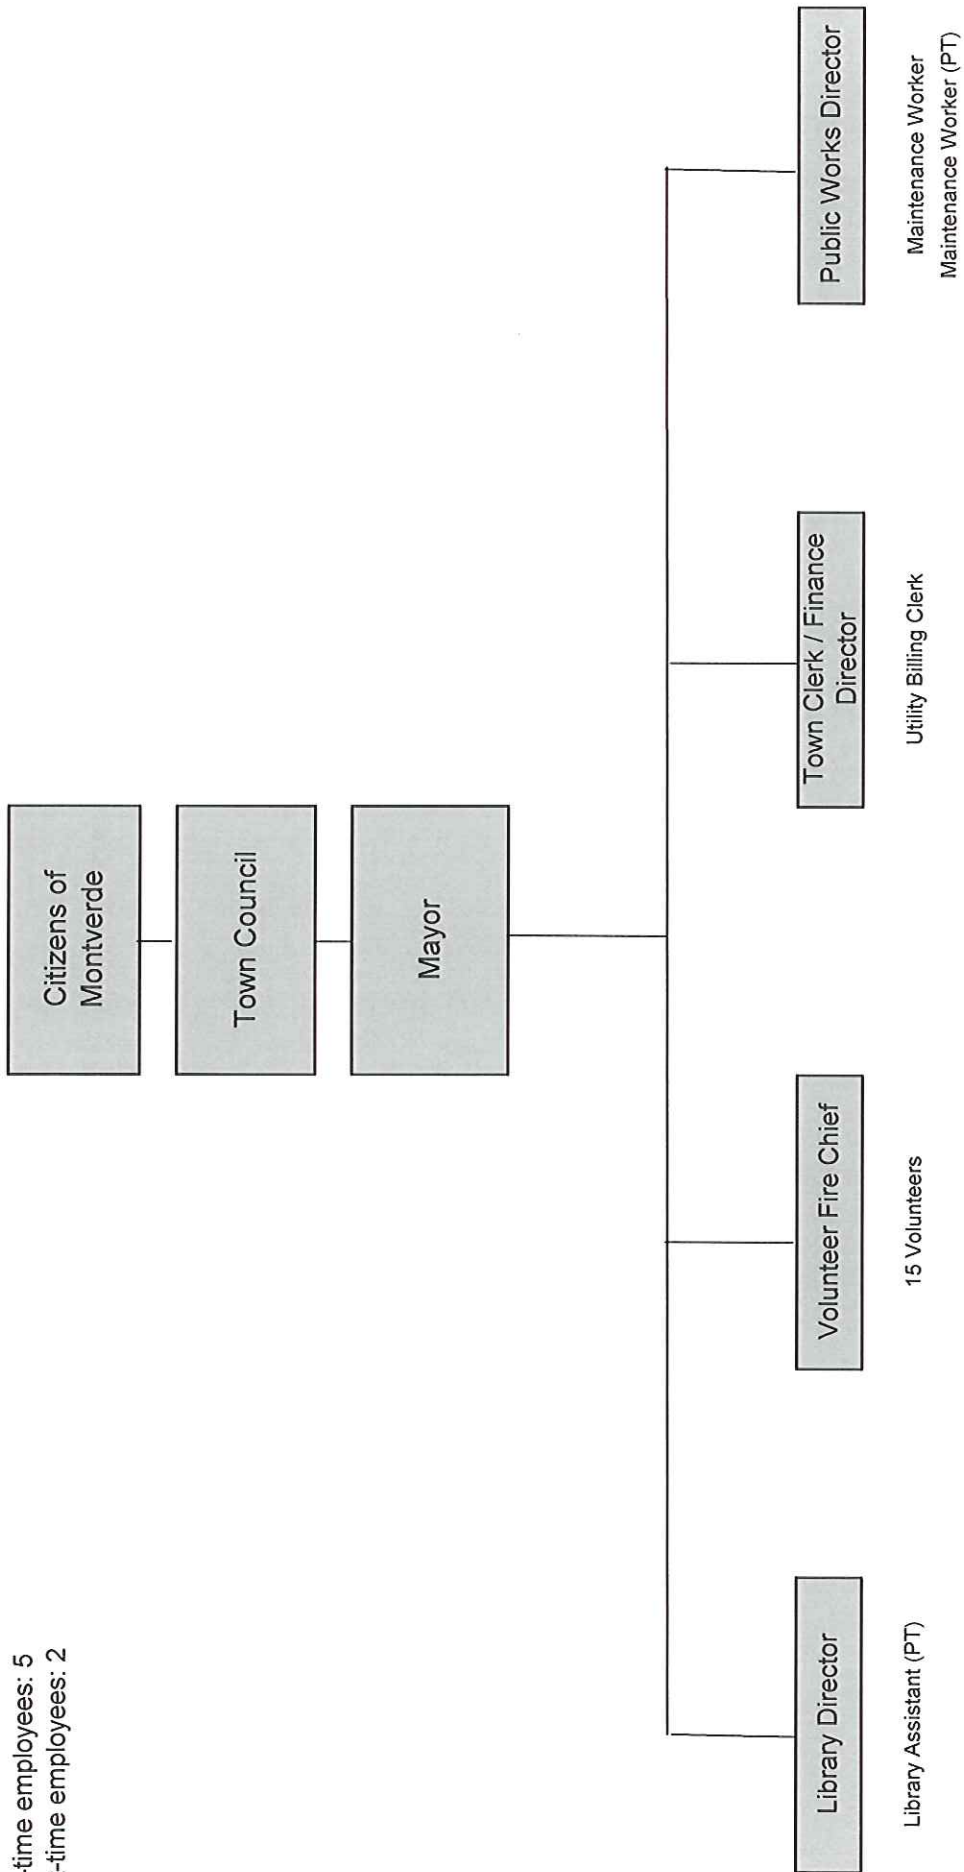 -time employees: 5
-time employees: 2
Citizens of
Montverde
Town Council
Mayor
Library Director
Library Assistant (PT)
Volunteer Fire Chief
15 Volunteers
Town Clerk / Finance
Director
Utility Billing Clerk
Public Works Director
Maintenance Worker
Maintenance Worker (PT)